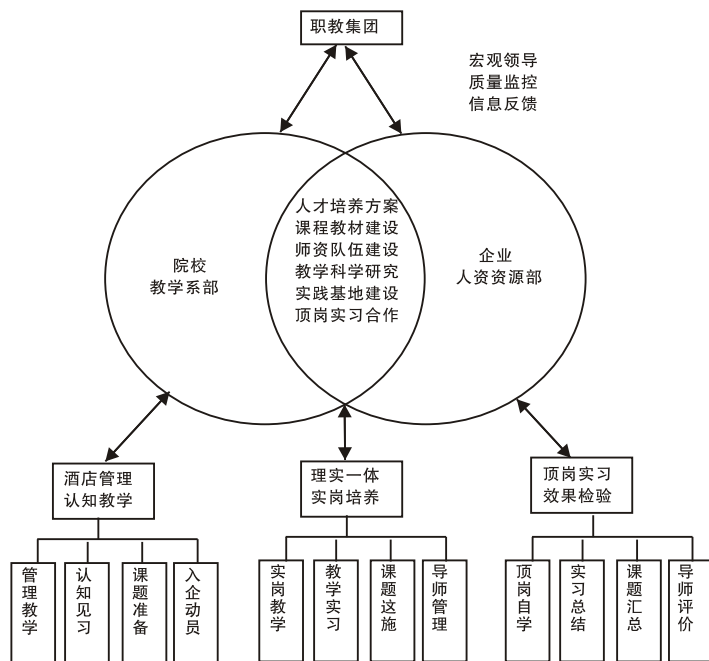 职教集团
宏观领导
质量监控
信息反馈
人才培养方案
课程教材建设
师资队伍建设
教学科学研究
实践基地建设
顶岗实习合作
院校
教学系部
企业
人资资源部
酒店管理
认知教学
理实一体
实岗培养
顶岗实习
效果检验
管理教学
认知见习
课题准备
入企动员
实岗教学
教学实习
课题这施
导师管理
顶岗自学
实习总结
课题汇总
导师评价